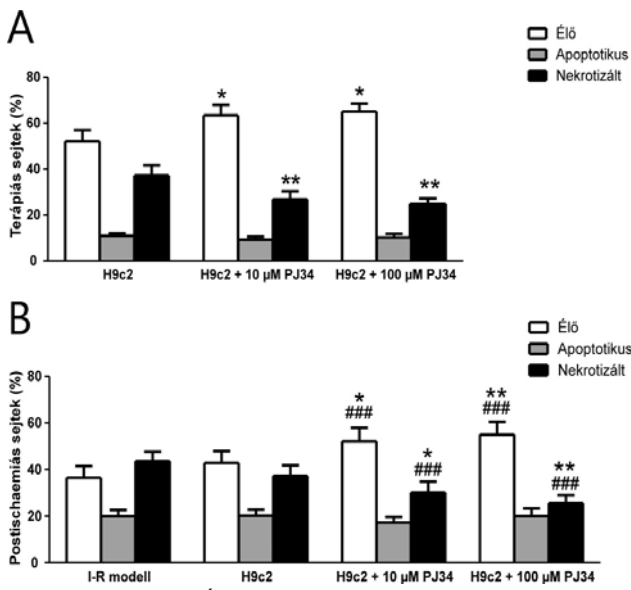 A
Élő
Apoptotikus
Nekrotizált
Terápiás sejtek (%)
80
60
40
20
0
*
**
*
**
H9c2
H9c2 + 10 µM PJ34
H9c2 + 100 µM PJ34
B
Élő
Apoptotikus
Nekrotizált
Postischaemiás sejtek (%)
80
60
40
20
0
*
###
*
###
**
###
**
###
I-R modell
H9c2
H9c2 + 10 µM PJ34
H9c2 + 100 µM PJ34